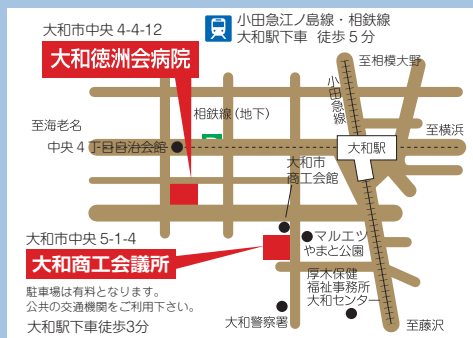 大和市中央 4-4-12
大和徳洲会病院
小田急江ノ島線・相鉄線
大和駅下車 徒歩 5 分
至相模大野
小田急線
相鉄線（地下）
至海老名
至横浜
中央 4 丁目自治会館
大和駅
大和市
商工会館
大和市中央 5-1-4
大和商工会議所
マルエツ
やまと公園
駐車場は有料となります。
公共の交通機関をご利用下さい。
大和駅下車徒歩3分
厚木保健
福祉事務所
大和センター
大和警察署
至藤沢